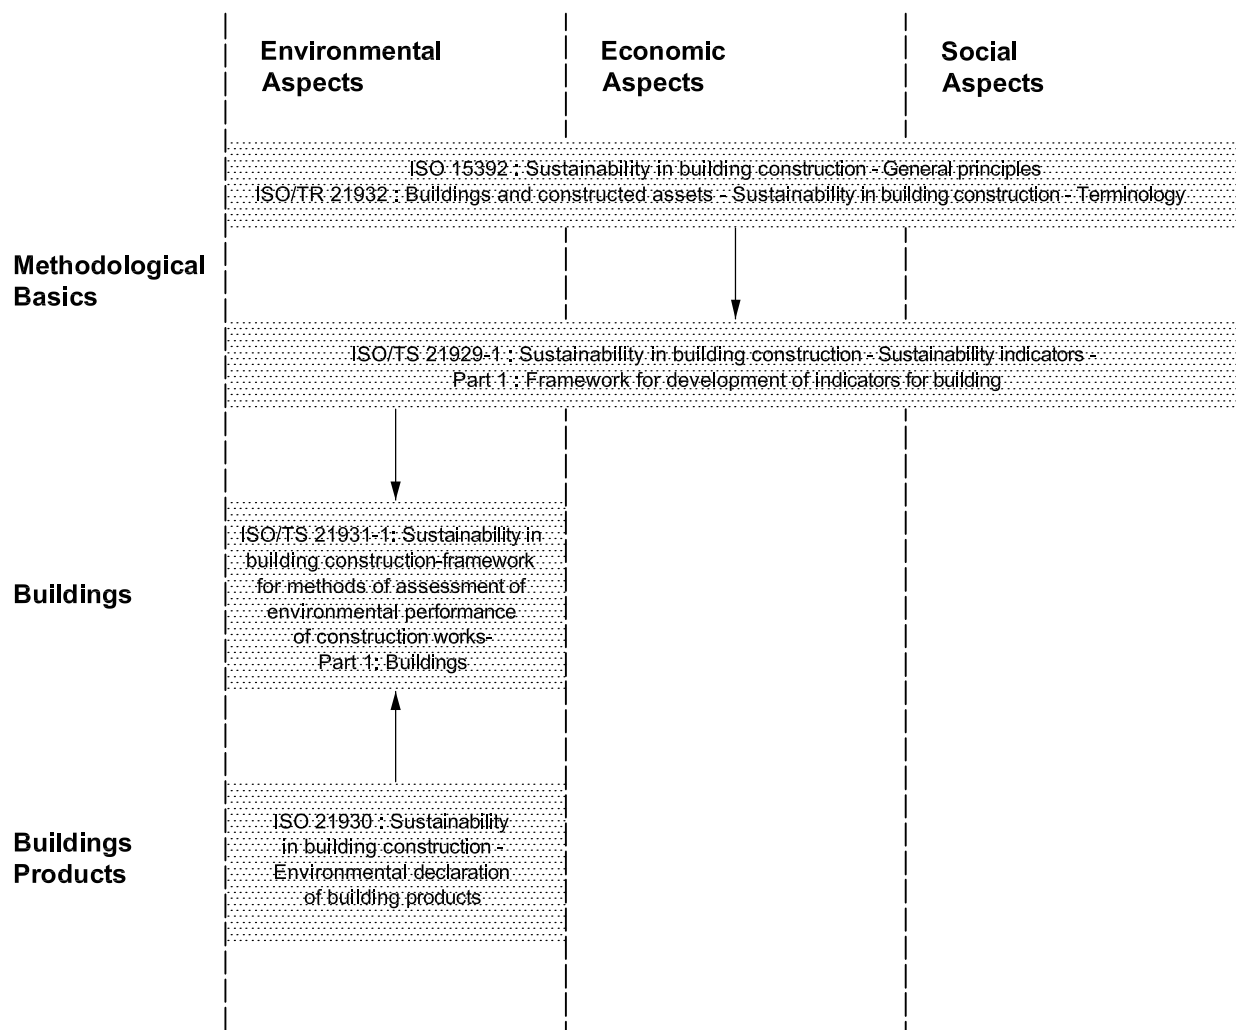 Environmental
Aspects
Economic
Aspects
Social
Aspects
ISO 15392 : Sustainability in building construction - General principles
ISO/TR 21932 : Buildings and constructed assets - Sustainability in building construction - Terminology
Methodological
Basics
ISO/TS 21929-1 : Sustainability in building construction - Sustainability indicators -
Part 1 : Framework for development of indicators for building
Buildings
ISO/TS 21931-1: Sustainability in
building construction-framework
for methods of assessment of
environmental performance
of construction works-
Part 1: Buildings
Buildings
Products
ISO 21930 : Sustainability
in building construction -
Environmental declaration
of building products